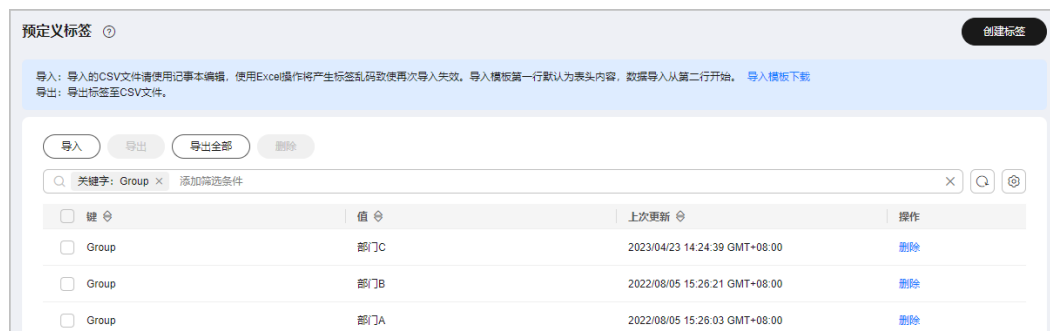 预定义标签
创建标签
导入：导入的CSV文件请使用记事本编辑，使用Excel操作将产生标签乱码致使再次导入失效。导入模板第一行默认为表头内容，数据导入从第二行开始。 导入模板下载
导出：导出标签至CSV文件。
导入 导出 导出全部 删除
关键字：Group × 添加筛选条件
键 值 上次更新 操作
Group 部门C 2023/04/23 14:24:39 GMT+08:00 删除
Group 部门B 2022/08/05 15:26:21 GMT+08:00 删除
Group 部门A 2022/08/05 15:26:03 GMT+08:00 删除